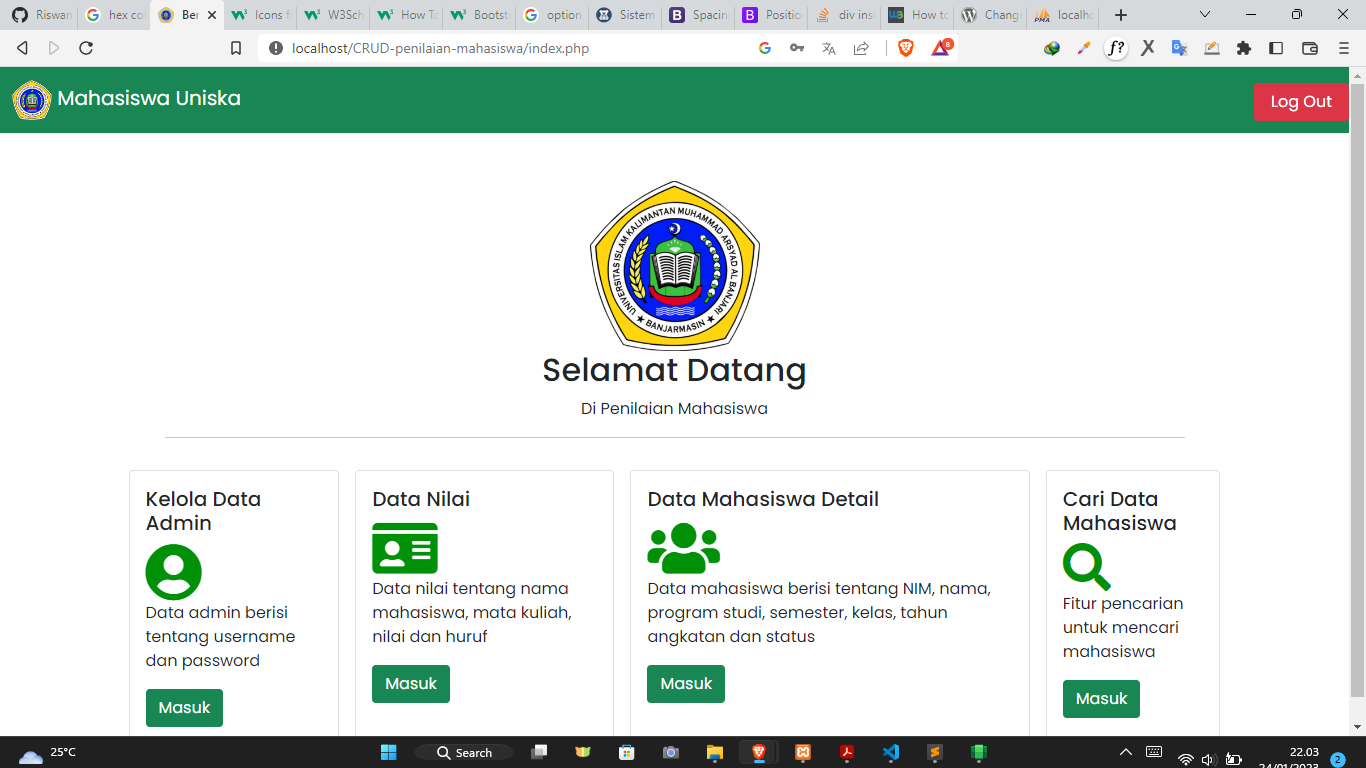 Riswan
hex co
Ber
Icons f
W3Sch
How To
Bootst
option
Sistem
Spacin
Positio
div insi
How to
Chang
localho
localhost/CRUD-penilaian-mahasiswa/index.php
8
f?
Mahasiswa Uniska
Log Out
UNIVERSITAS ISLAM KALIMANTAN MUHAMMAD ARSYAD AL BANJARI
BANJARMASIN
Selamat Datang
Di Penilaian Mahasiswa
Kelola Data
Admin
Data admin berisi
tentang username
dan password
Masuk
Data Nilai
Data nilai tentang nama
mahasiswa, mata kuliah,
nilai dan huruf
Masuk
Data Mahasiswa Detail
Data mahasiswa berisi tentang NIM, nama,
program studi, semester, kelas, tahun
angkatan dan status
Masuk
Cari Data
Mahasiswa
Fitur pencarian
untuk mencari
mahasiswa
Masuk
25°C
Search
22.03
24/01/2023
2